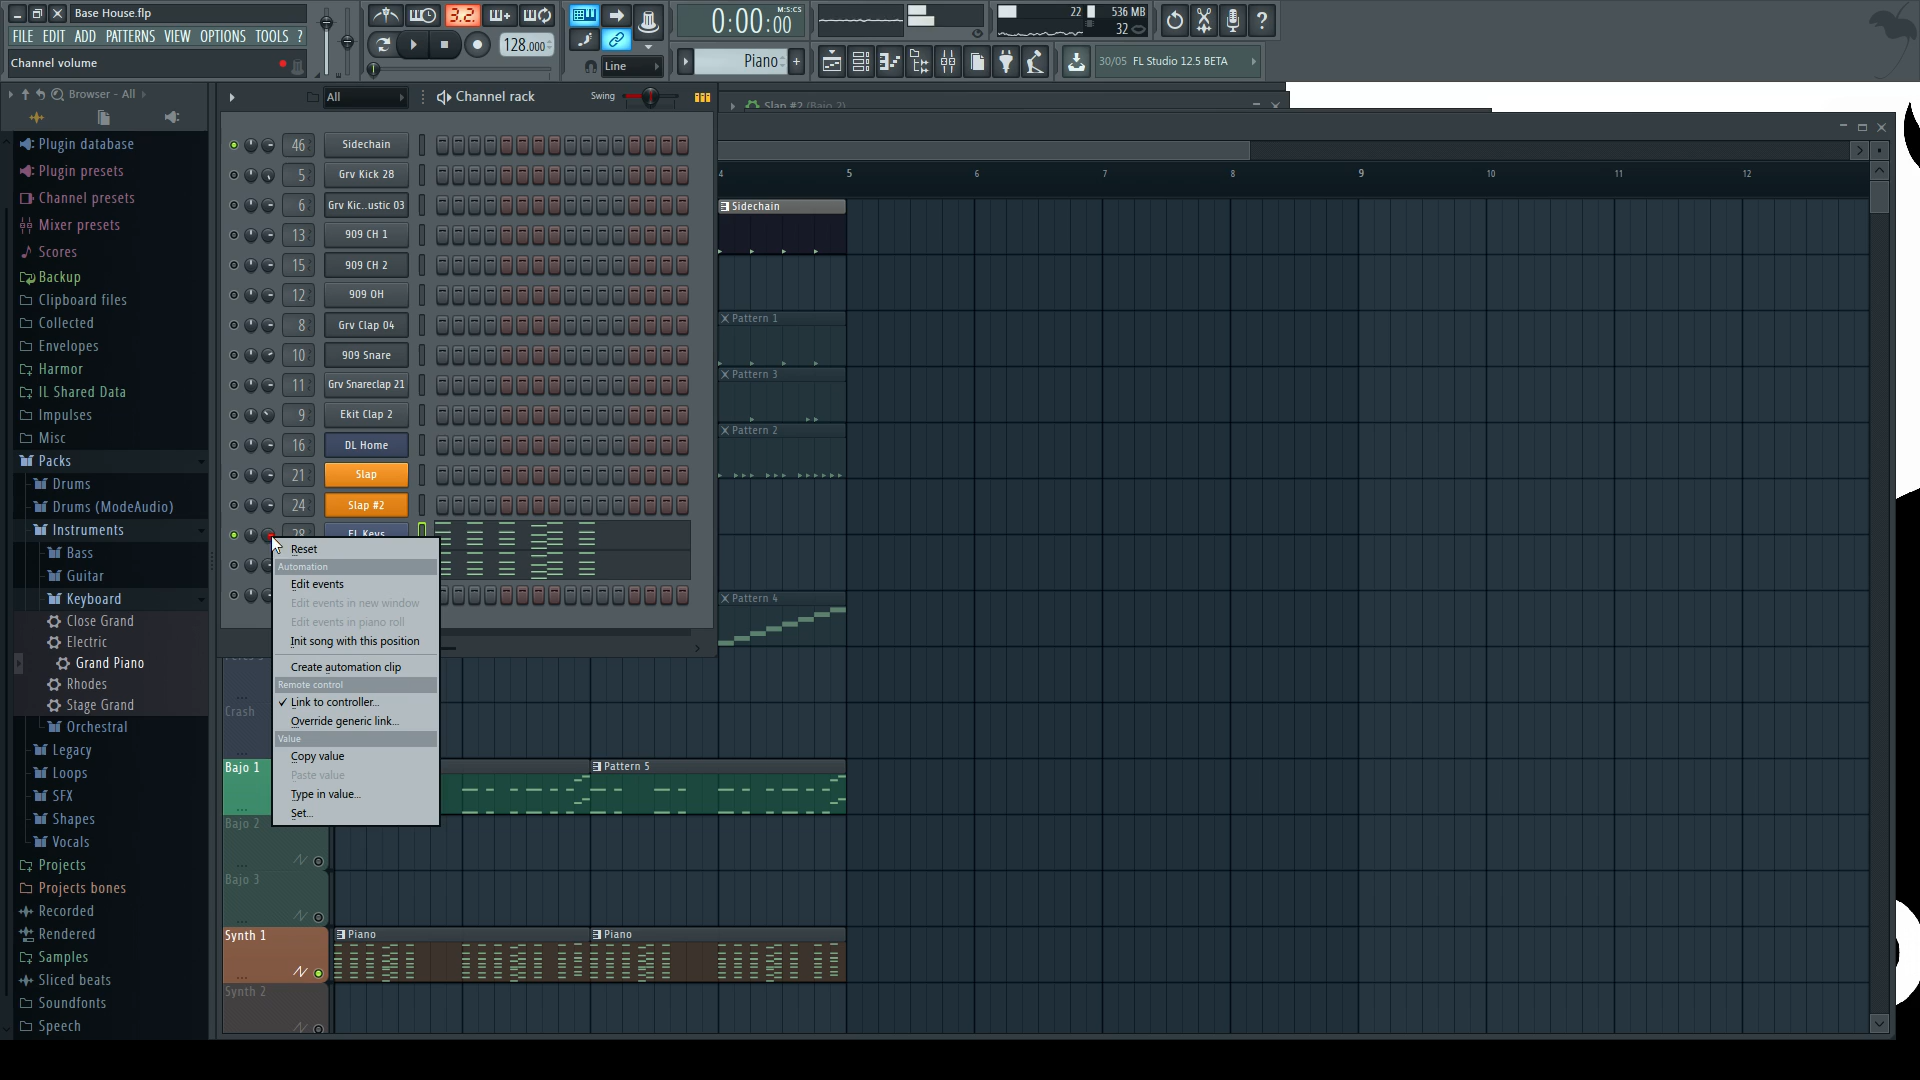 Base House.flp
FILE EDIT ADD PATTERNS VIEW OPTIONS TOOLS ?
Channel volume
3.2
128.000
Line
0:00:00
M:S:CS
Piano
22
536 MB
32
30/05 FL Studio 12.5 BETA
Browser - All
Plugin database
Plugin presets
Channel presets
Mixer presets
Scores
Backup
Clipboard files
Collected
Envelopes
Harmor
IL Shared Data
Impulses
Misc
Packs
Drums
Drums (ModeAudio)
Instruments
Bass
Guitar
Keyboard
Close Grand
Electric
Grand Piano
Rhodes
Stage Grand
Orchestral
Legacy
Loops
SFX
Shapes
Vocals
Projects
Projects bones
Recorded
Rendered
Samples
Sliced beats
Soundfonts
Speech
All
Channel rack
Swing
46 Sidechain
5 Grv Kick 28
6 Grv Kic..ustic 03
13 909 CH 1
15 909 CH 2
12 909 OH
8 Grv Clap 04
10 909 Snare
11 Grv Snareclap 21
9 Ekit Clap 2
16 DL Home
21 Slap
24 Slap #2
28 FL Keys
Reset
Automation
Edit events
Edit events in new window
Edit events in piano roll
Init song with this position
Create automation clip
Remote control
Link to controller...
Override generic link...
Value
Copy value
Paste value
Type in value...
Set...
Slap #2 (Bajo 2)
4 5 6 7 8 9 10 11 12
Sidechain
Pattern 1
Pattern 3
Pattern 2
Pattern 4
Crash
Bajo 1
Pattern 5
Bajo 2
Bajo 3
Synth 1
Piano
Piano
Synth 2